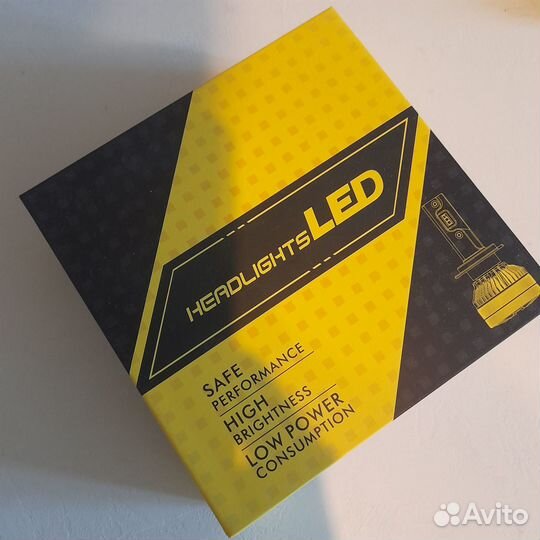 HEADLIGHTS LED
SAFE
PERFORMANCE
HIGH
BRIGHTNESS
LOW POWER
CONSUMPTION
Avito